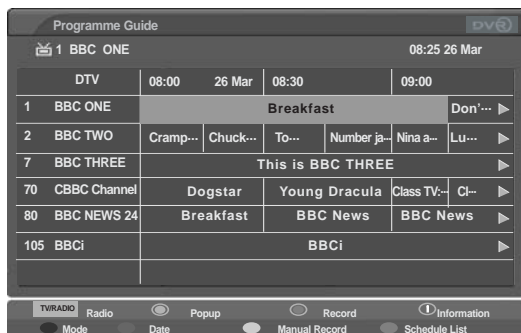 Programme Guide DVR
1 BBC ONE 08:25 26 Mar
DTV 08:00 26 Mar 08:30 09:00
1 BBC ONE Breakfast Don'···
2 BBC TWO Cramp··· Chuck··· To··· Number ja··· Nina a··· Lu···
7 BBC THREE This is BBC THREE
70 CBBC Channel Dogstar Young Dracula Class TV:··· Cl···
80 BBC NEWS 24 Breakfast BBC News BBC News
105 BBCi BBCi
TV/RADIO Radio Popup Record Information
Mode Date Manual Record Schedule List